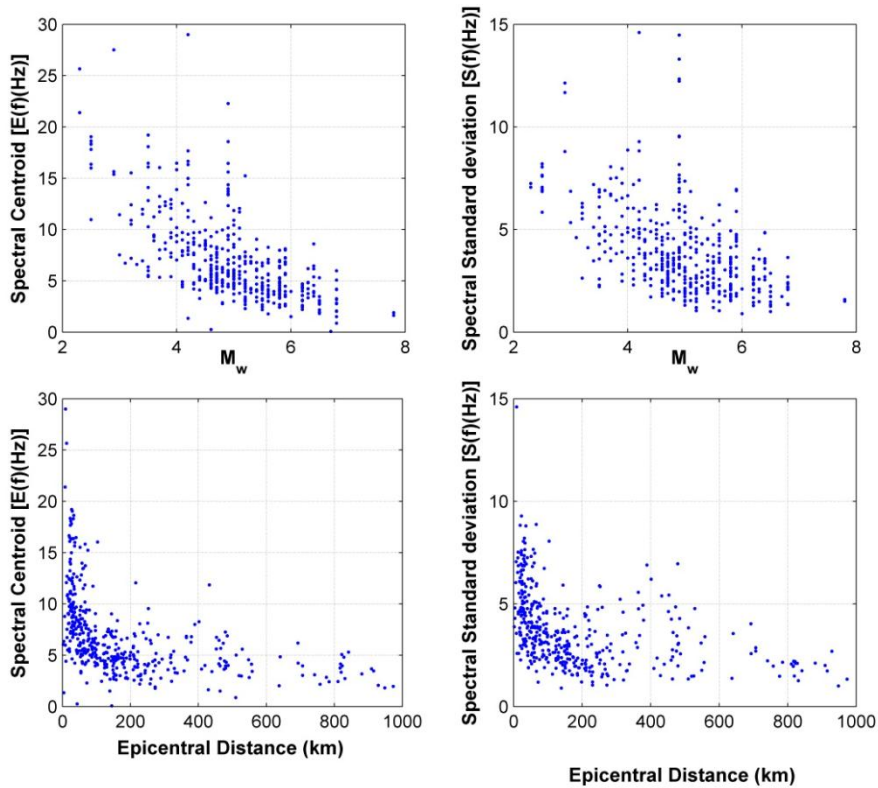 30
25
20
15
10
5
0
2 4 6 8
Spectral Centroid [E(f)(Hz)]
M_w
15
10
5
0
2 4 6 8
Spectral Standard deviation [S(f)(Hz)]
M_w
30
25
20
15
10
5
0
0 200 400 600 800 1000
Spectral Centroid [E(f)(Hz)]
Epicentral Distance (km)
15
10
5
0
0 200 400 600 800 1000
Spectral Standard deviation [S(f)(Hz)]
Epicentral Distance (km)